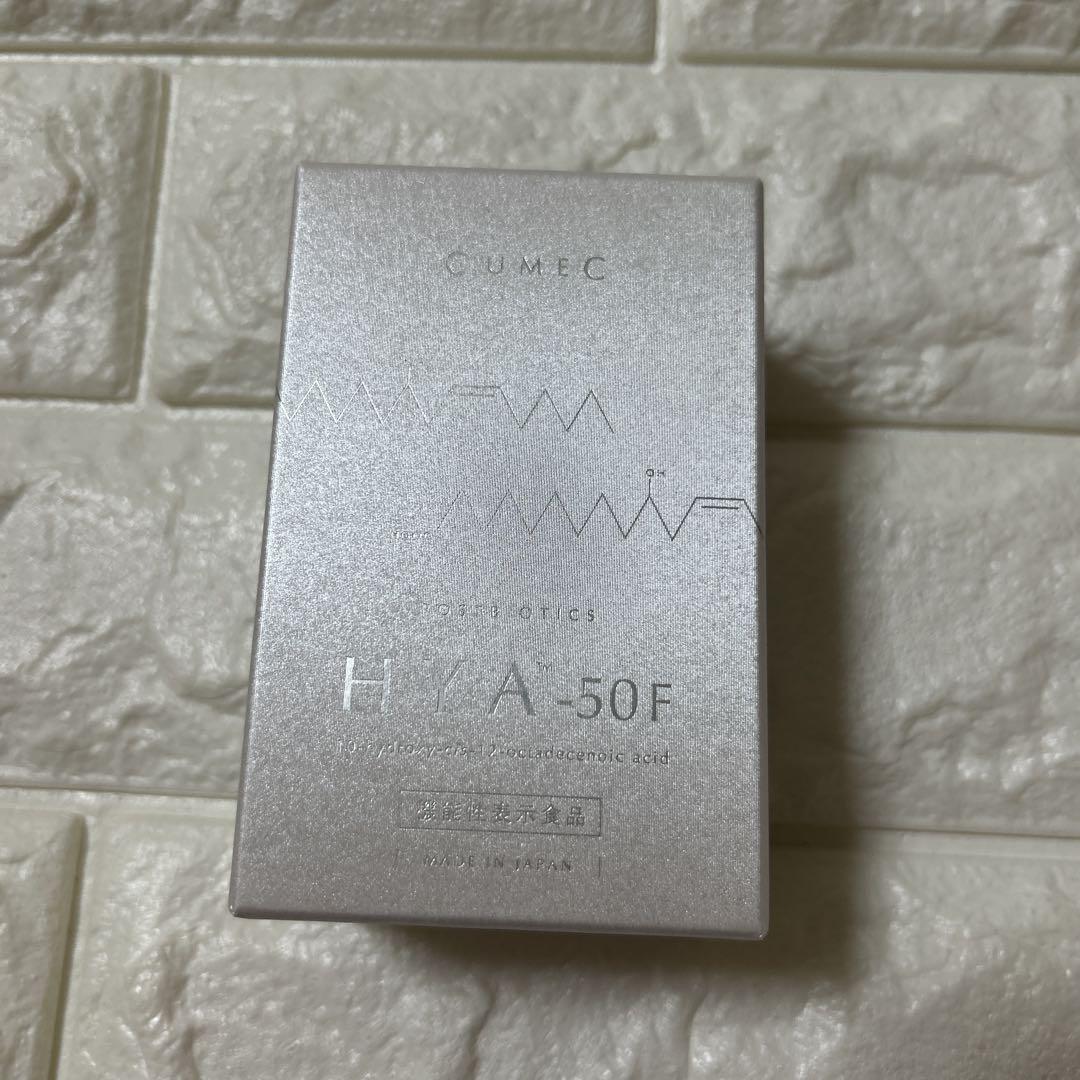 CUMEC
OH
HYA™-50F
10-hydroxy-cis-12-octadecenoic acid
機能性表示食品
MADE IN JAPAN